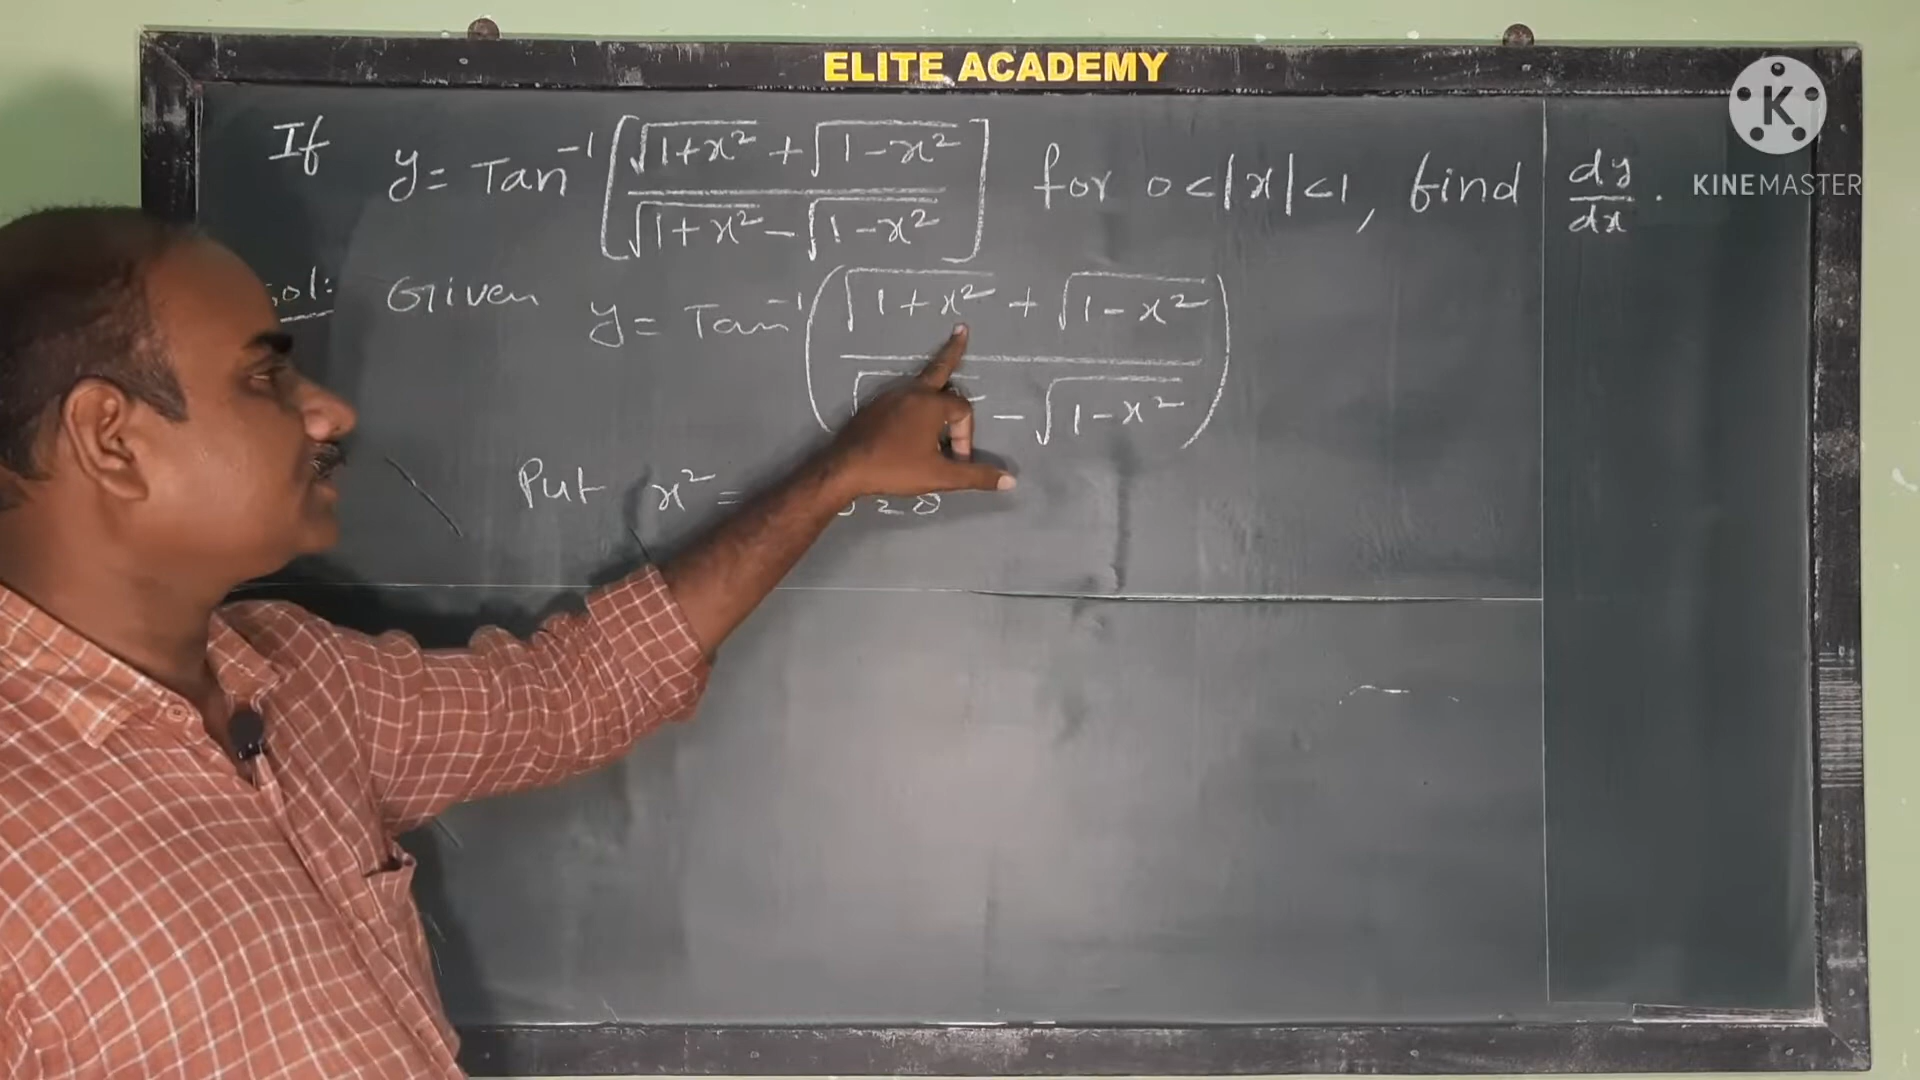 ELITE ACADEMY
K
KINEMASTER
If y = Tan⁻¹ [ (√(1+x²) + √(1-x²)) / (√(1+x²) - √(1-x²)) ] for 0<|x|<1, find dy/dx.
Sol: Given y = Tan⁻¹ ( (√(1+x²) + √(1-x²)) / ( - √(1-x²)) )
Put x² = 2θ